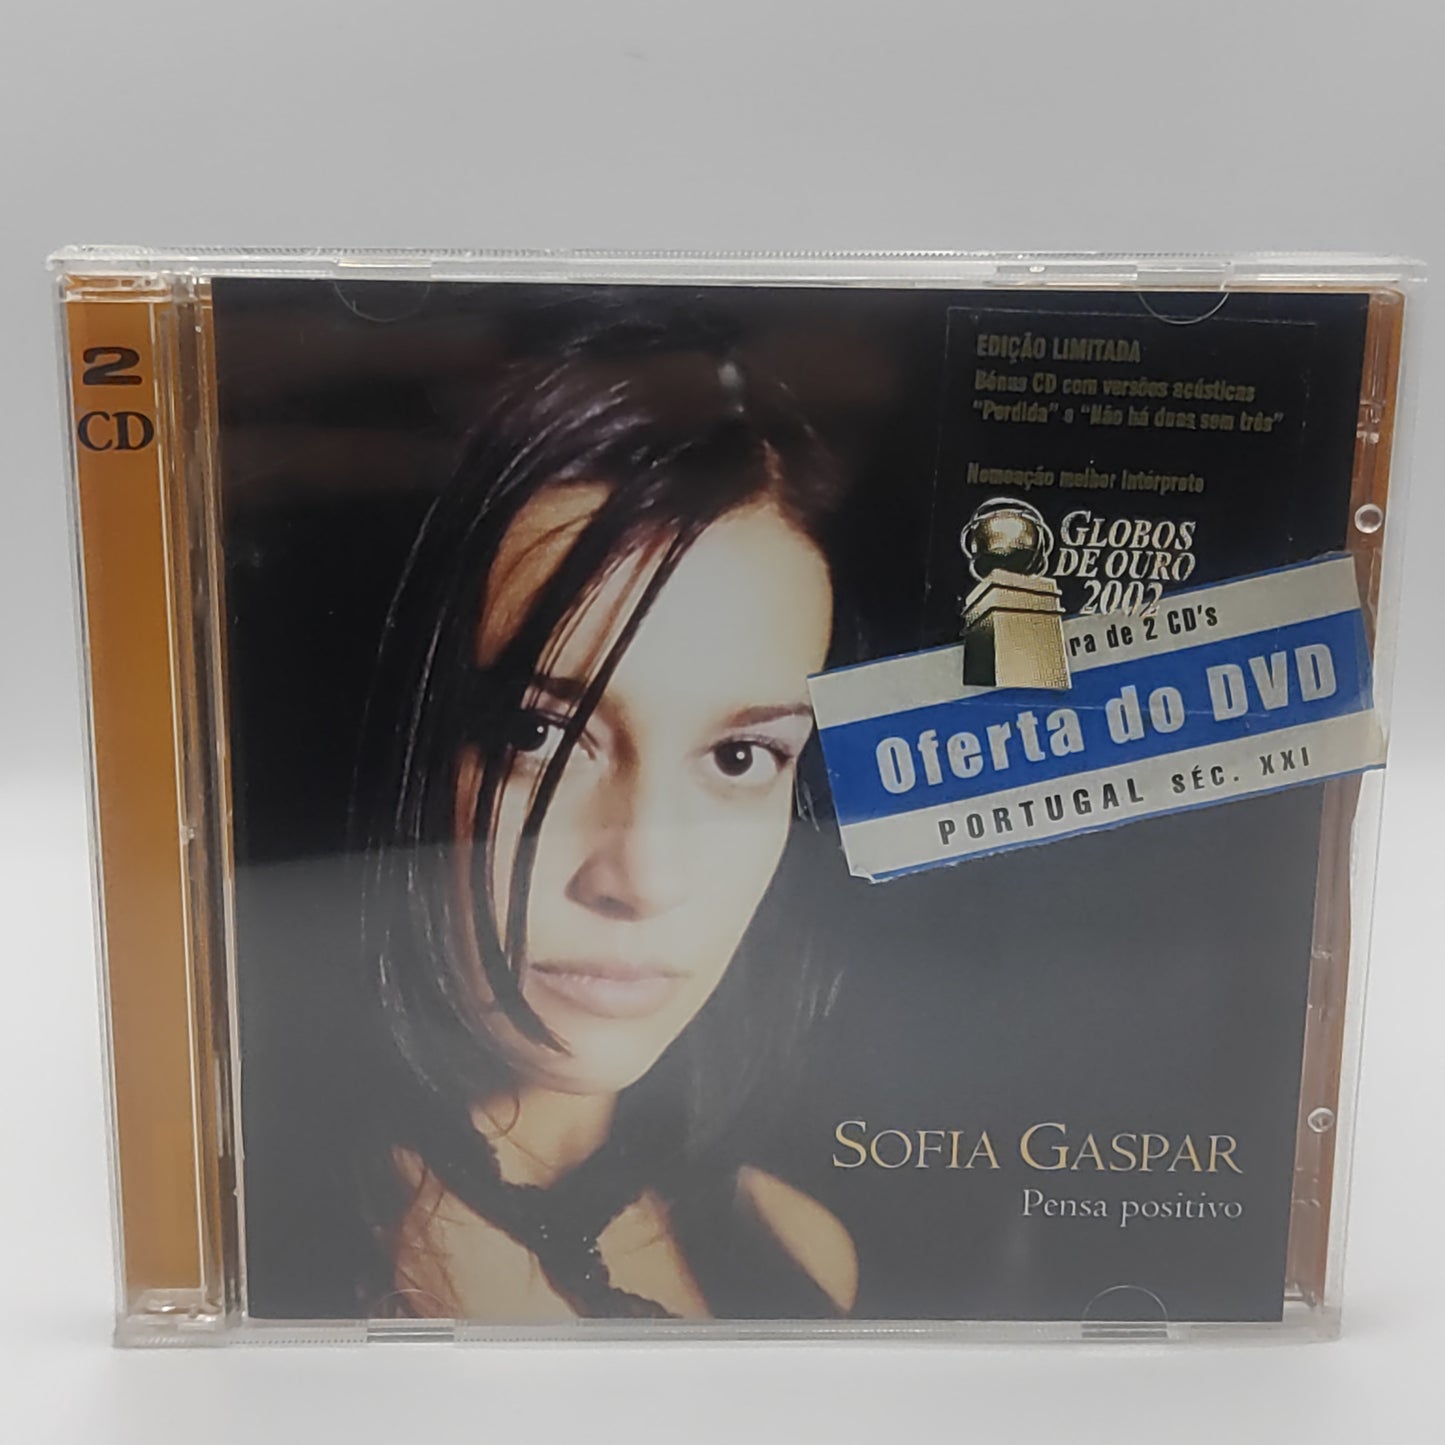 2
CD
EDIÇÃO LIMITADA
Bónus CD com versões acústicas
"Perdida" e "Não há duas sem três"
Nomeação melhor intérprete
GLOBOS
DE OURO
2002
ra de 2 CD's
Oferta do DVD
PORTUGAL SÉC. XXI
SOFIA GASPAR
Pensa positivo